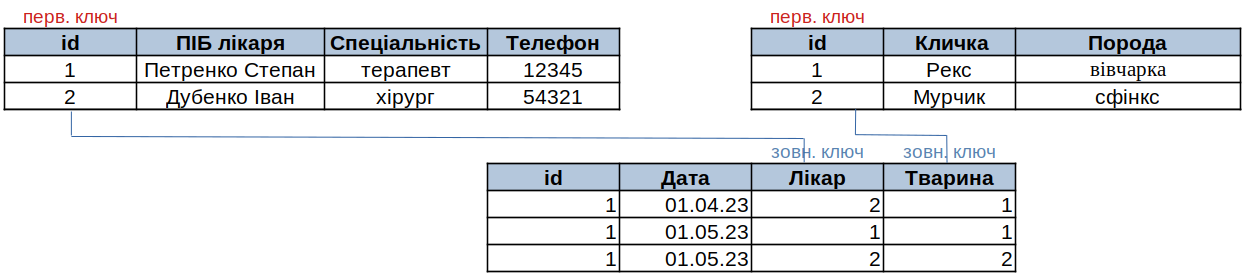 перв. ключ перв. ключ
id ПІБ лікаря Спеціальність Телефон id Кличка Порода
1 Петренко Степан терапевт 12345 1 Рекс вівчарка
2 Дубенко Іван хірург 54321 2 Мурчик сфінкс
зовн. ключ зовн. ключ
id Дата Лікар Тварина
1 01.04.23 2 1
1 01.05.23 1 1
1 01.05.23 2 2